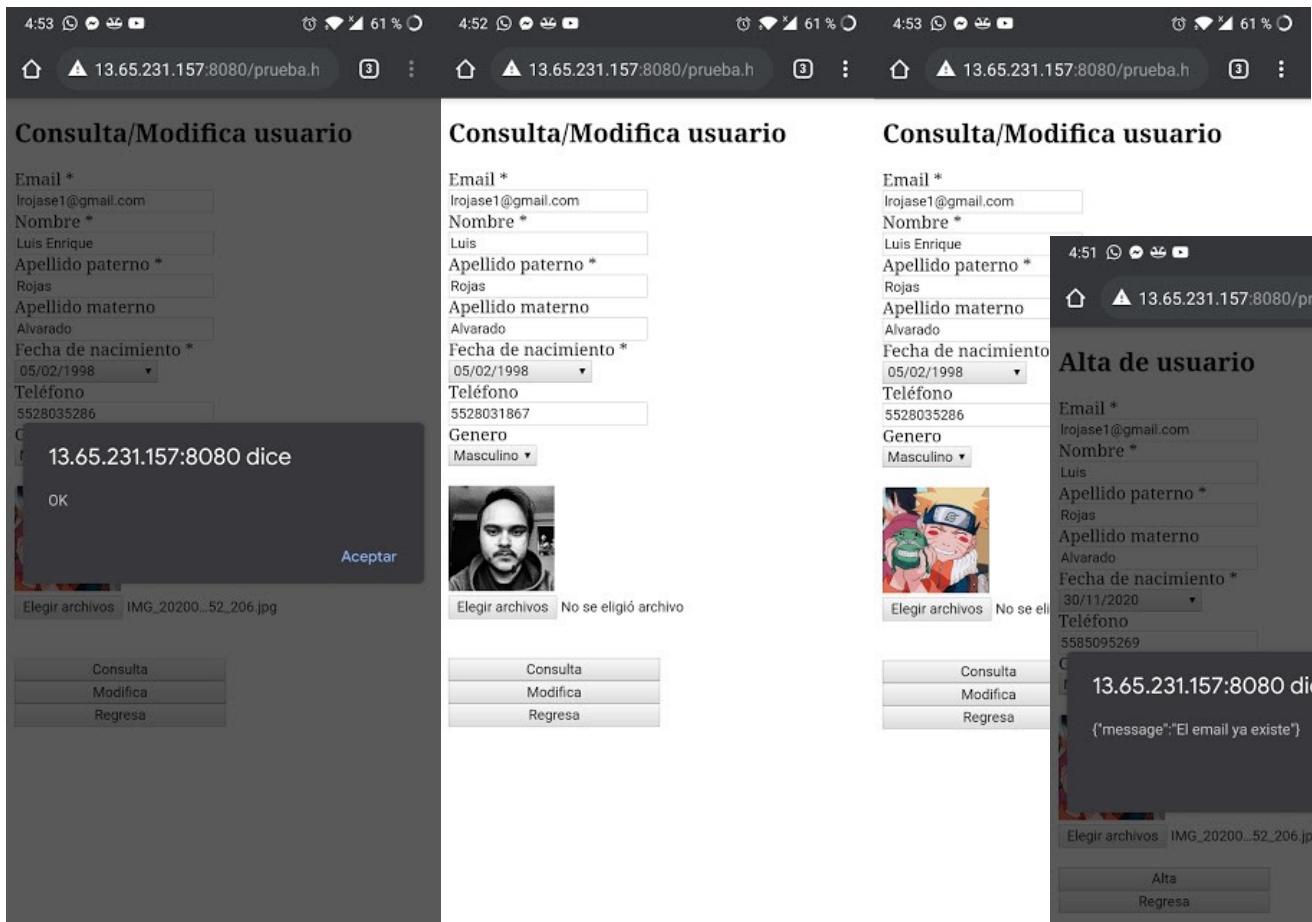 4:53 61 %
13.65.231.157:8080/prueba.h 3
Consulta/Modifica usuario
Email *
lrojase1@gmail.com
Nombre *
Luis Enrique
Apellido paterno *
Rojas
Apellido materno
Alvarado
Fecha de nacimiento *
05/02/1998
Teléfono
5528035286
13.65.231.157:8080 dice
OK
Aceptar
Elegir archivos IMG_20200...52_206.jpg
Consulta
Modifica
Regresa
4:52 61 %
13.65.231.157:8080/prueba.h 3
Consulta/Modifica usuario
Email *
lrojase1@gmail.com
Nombre *
Luis
Apellido paterno *
Rojas
Apellido materno
Alvarado
Fecha de nacimiento *
05/02/1998
Teléfono
5528031867
Genero
Masculino
Elegir archivos No se eligió archivo
Consulta
Modifica
Regresa
4:53 61 %
13.65.231.157:8080/prueba.h 3
Consulta/Modifica usuario
Email *
lrojase1@gmail.com
Nombre *
Luis Enrique
Apellido paterno *
Rojas
Apellido materno
Alvarado
Fecha de nacimiento
05/02/1998
Teléfono
5528035286
Genero
Masculino
Elegir archivos No se eli
Consulta
Modifica
Regresa
4:51
13.65.231.157:8080/pr
Alta de usuario
Email *
lrojase1@gmail.com
Nombre *
Luis
Apellido paterno *
Rojas
Apellido materno
Alvarado
Fecha de nacimiento *
30/11/2020
Teléfono
5585095269
13.65.231.157:8080 di
{"message":"El email ya existe"}
Elegir archivos IMG_20200...52_206.jp
Alta
Regresa